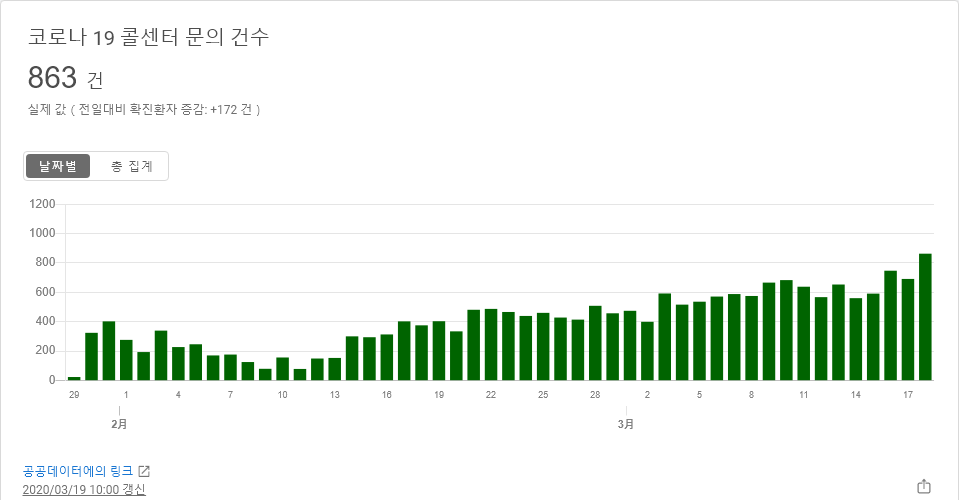 코로나 19 콜센터 문의 건수
863 건
실제 값 ( 전일대비 확진환자 증감: +172 건 )
날짜별 총 집계
1200
1000
800
600
400
200
0
29 1 4 7 10 13 16 19 22 25 28 2 5 8 11 14 17
2月 3月
공공데이터에의 링크
2020/03/19 10:00 갱신